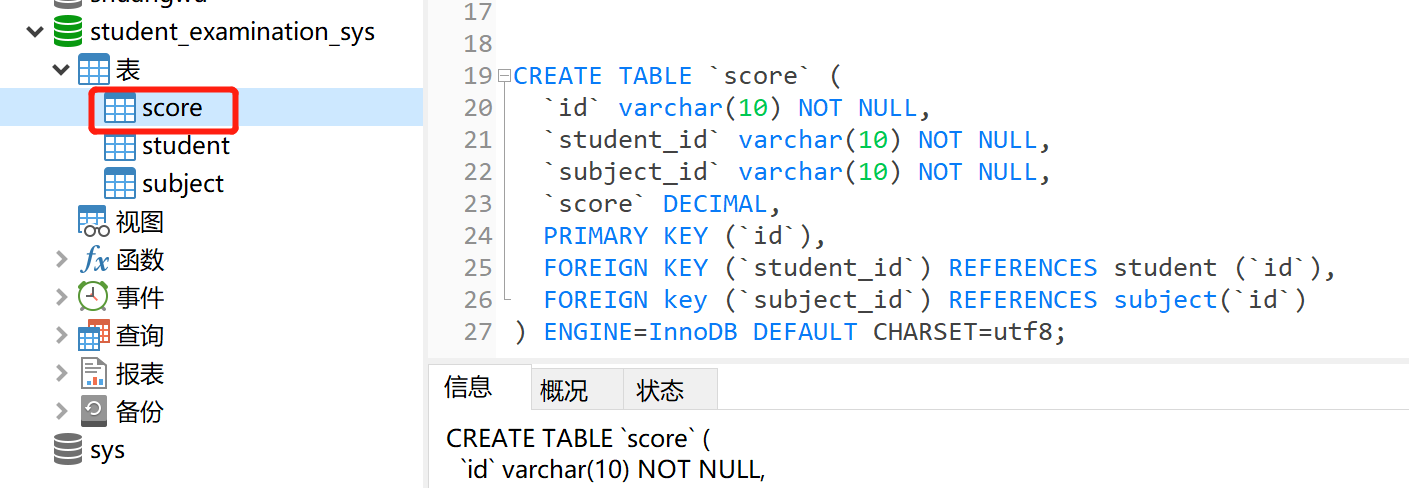 student_examination_sys
表
score
student
subject
视图
fx 函数
事件
查询
报表
备份
sys
17
18
19 CREATE TABLE `score` (
20 `id` varchar(10) NOT NULL,
21 `student_id` varchar(10) NOT NULL,
22 `subject_id` varchar(10) NOT NULL,
23 `score` DECIMAL,
24 PRIMARY KEY (`id`),
25 FOREIGN KEY (`student_id`) REFERENCES student (`id`),
26 FOREIGN key (`subject_id`) REFERENCES subject(`id`)
27 ) ENGINE=InnoDB DEFAULT CHARSET=utf8;
信息 概况 状态
CREATE TABLE `score` (
`id` varchar(10) NOT NULL,